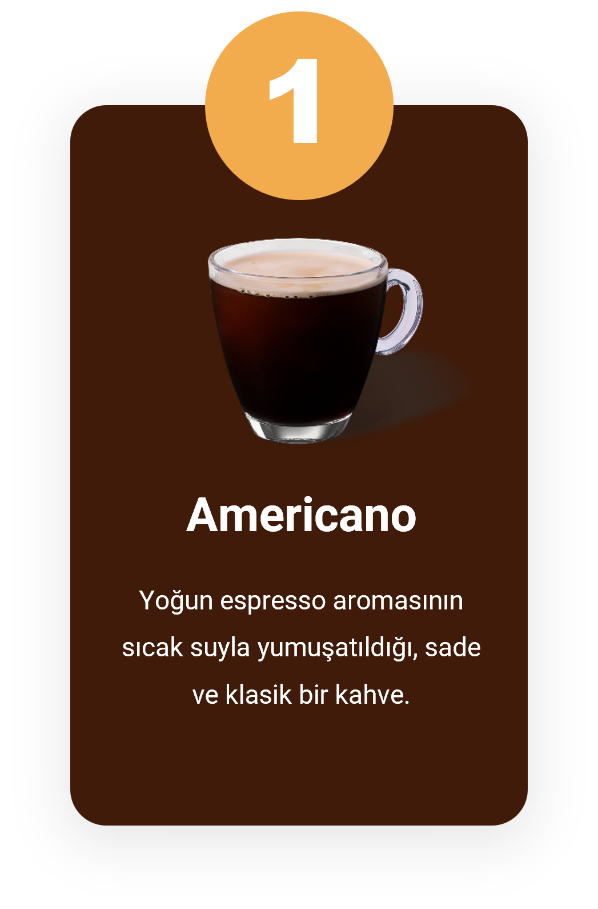 1
Americano
Yoğun espresso aromasının
sıcak suyla yumuşatıldığı, sade
ve klasik bir kahve.